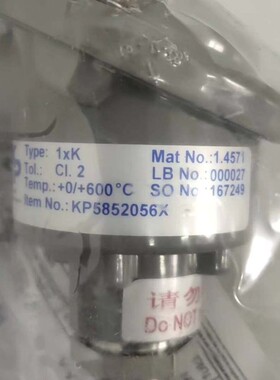 Type: 1xK
Tol.: Cl. 2
Temp.: +0/+600°C
Item No.: KP5852056X
Mat No.:1.4571
LB No.:000027
SO No.:167249
请勿
Do NOT